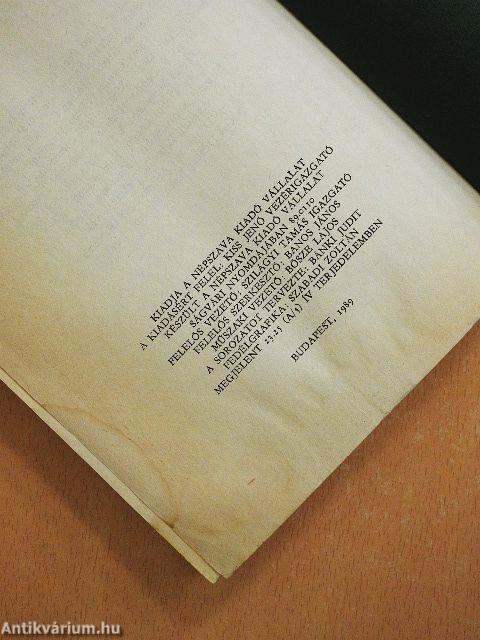 KIADJA A NÉPSZAVA KIADÓ VÁLLALAT
A KIADÁSÉRT FELEL: KISS JENŐ VEZÉRIGAZGATÓ
KÉSZÜLT A NÉPSZAVA KIADÓ VÁLLALAT
SÁGVÁRI NYOMDÁJÁBAN 89.0110
FELELŐS VEZETŐ: SZILÁGYI TAMÁS IGAZGATÓ
FELELŐS SZERKESZTŐ: BÁNOS JÁNOS
MŰSZAKI VEZETŐ: BŐSZE LAJOS
A SOROZATOT TERVEZTE: BÁNKI JUDIT
FEDÉLGRAFIKA: SZABADI ZOLTÁN
MEGJELENT 23,25 (A/5) ÍV TERJEDELEMBEN
BUDAPEST, 1989
Antikvárium.hu